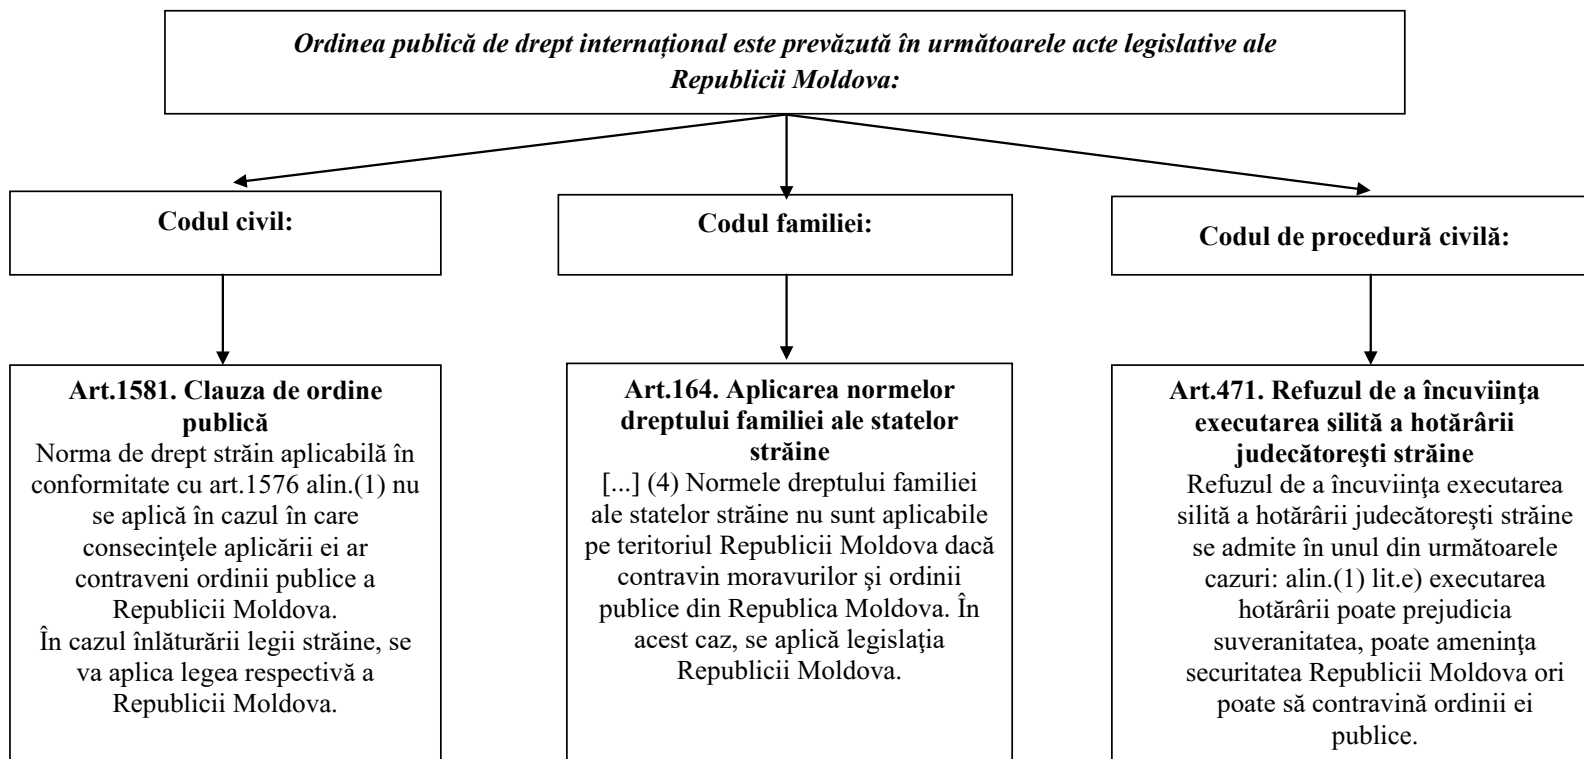 Ordinea publică de drept internațional este prevăzută în următoarele acte legislative ale
Republicii Moldova:
Codul civil:
Codul familiei:
Codul de procedură civilă:
Art.1581. Clauza de ordine
publică
Norma de drept străin aplicabilă în
conformitate cu art.1576 alin.(1) nu
se aplică în cazul în care
consecinţele aplicării ei ar
contraveni ordinii publice a
Republicii Moldova.
În cazul înlăturării legii străine, se
va aplica legea respectivă a
Republicii Moldova.
Art.164. Aplicarea normelor
dreptului familiei ale statelor
străine
[...] (4) Normele dreptului familiei
ale statelor străine nu sunt aplicabile
pe teritoriul Republicii Moldova dacă
contravin moravurilor şi ordinii
publice din Republica Moldova. În
acest caz, se aplică legislaţia
Republicii Moldova.
Art.471. Refuzul de a încuviinţa
executarea silită a hotărârii
judecătoreşti străine
Refuzul de a încuviinţa executarea
silită a hotărârii judecătoreşti străine
se admite în unul din următoarele
cazuri: alin.(1) lit.e) executarea
hotărârii poate prejudicia
suveranitatea, poate ameninţa
securitatea Republicii Moldova ori
poate să contravină ordinii ei
publice.